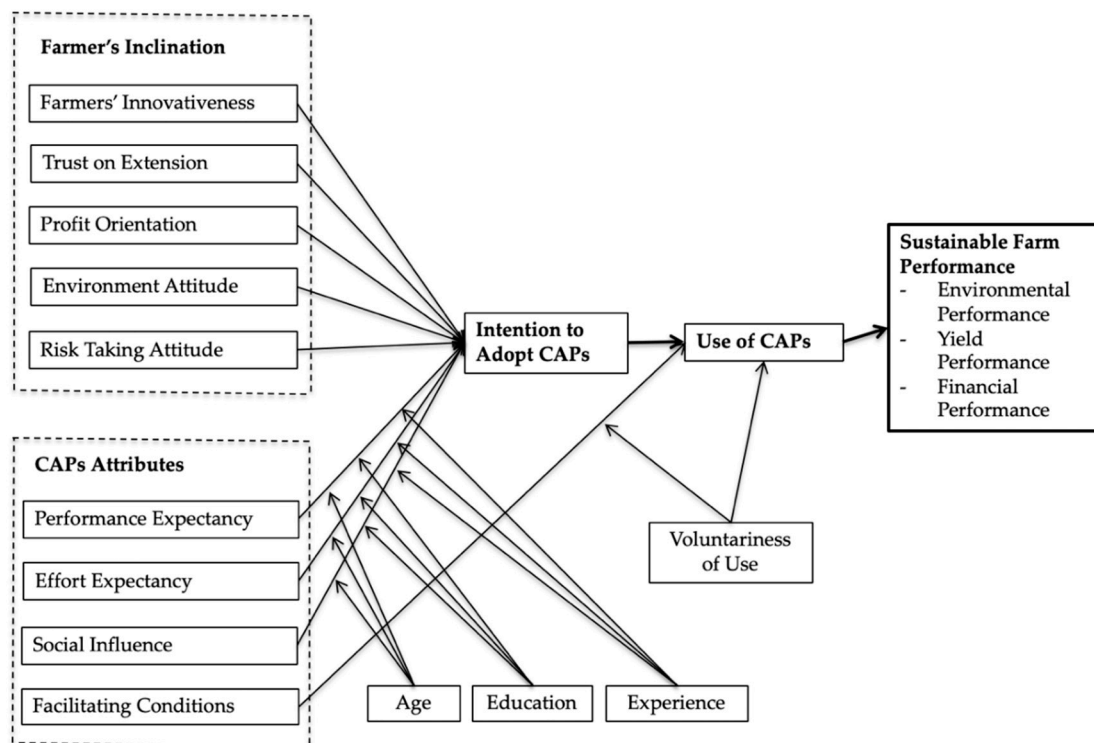 Farmer's Inclination
Farmers' Innovativeness
Trust on Extension
Profit Orientation
Environment Attitude
Risk Taking Attitude
CAPs Attributes
Performance Expectancy
Effort Expectancy
Social Influence
Facilitating Conditions
Intention to
Adopt CAPs
Use of CAPs
Sustainable Farm
Performance
- Environmental
Performance
- Yield
Performance
- Financial
Performance
Voluntariness
of Use
Age
Education
Experience